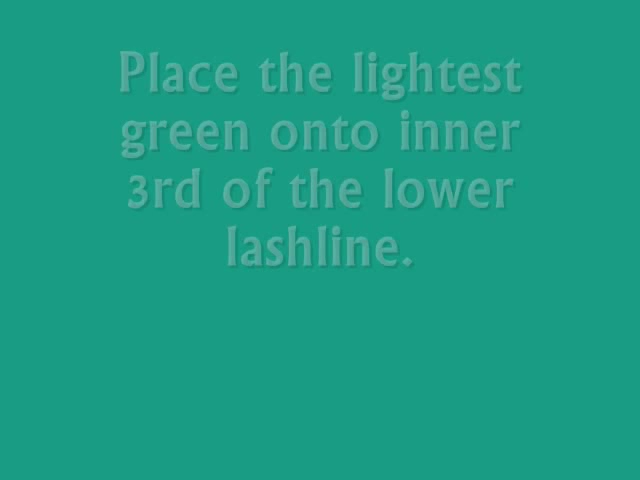 Place the lightest
green onto inner
3rd of the lower
lashline.